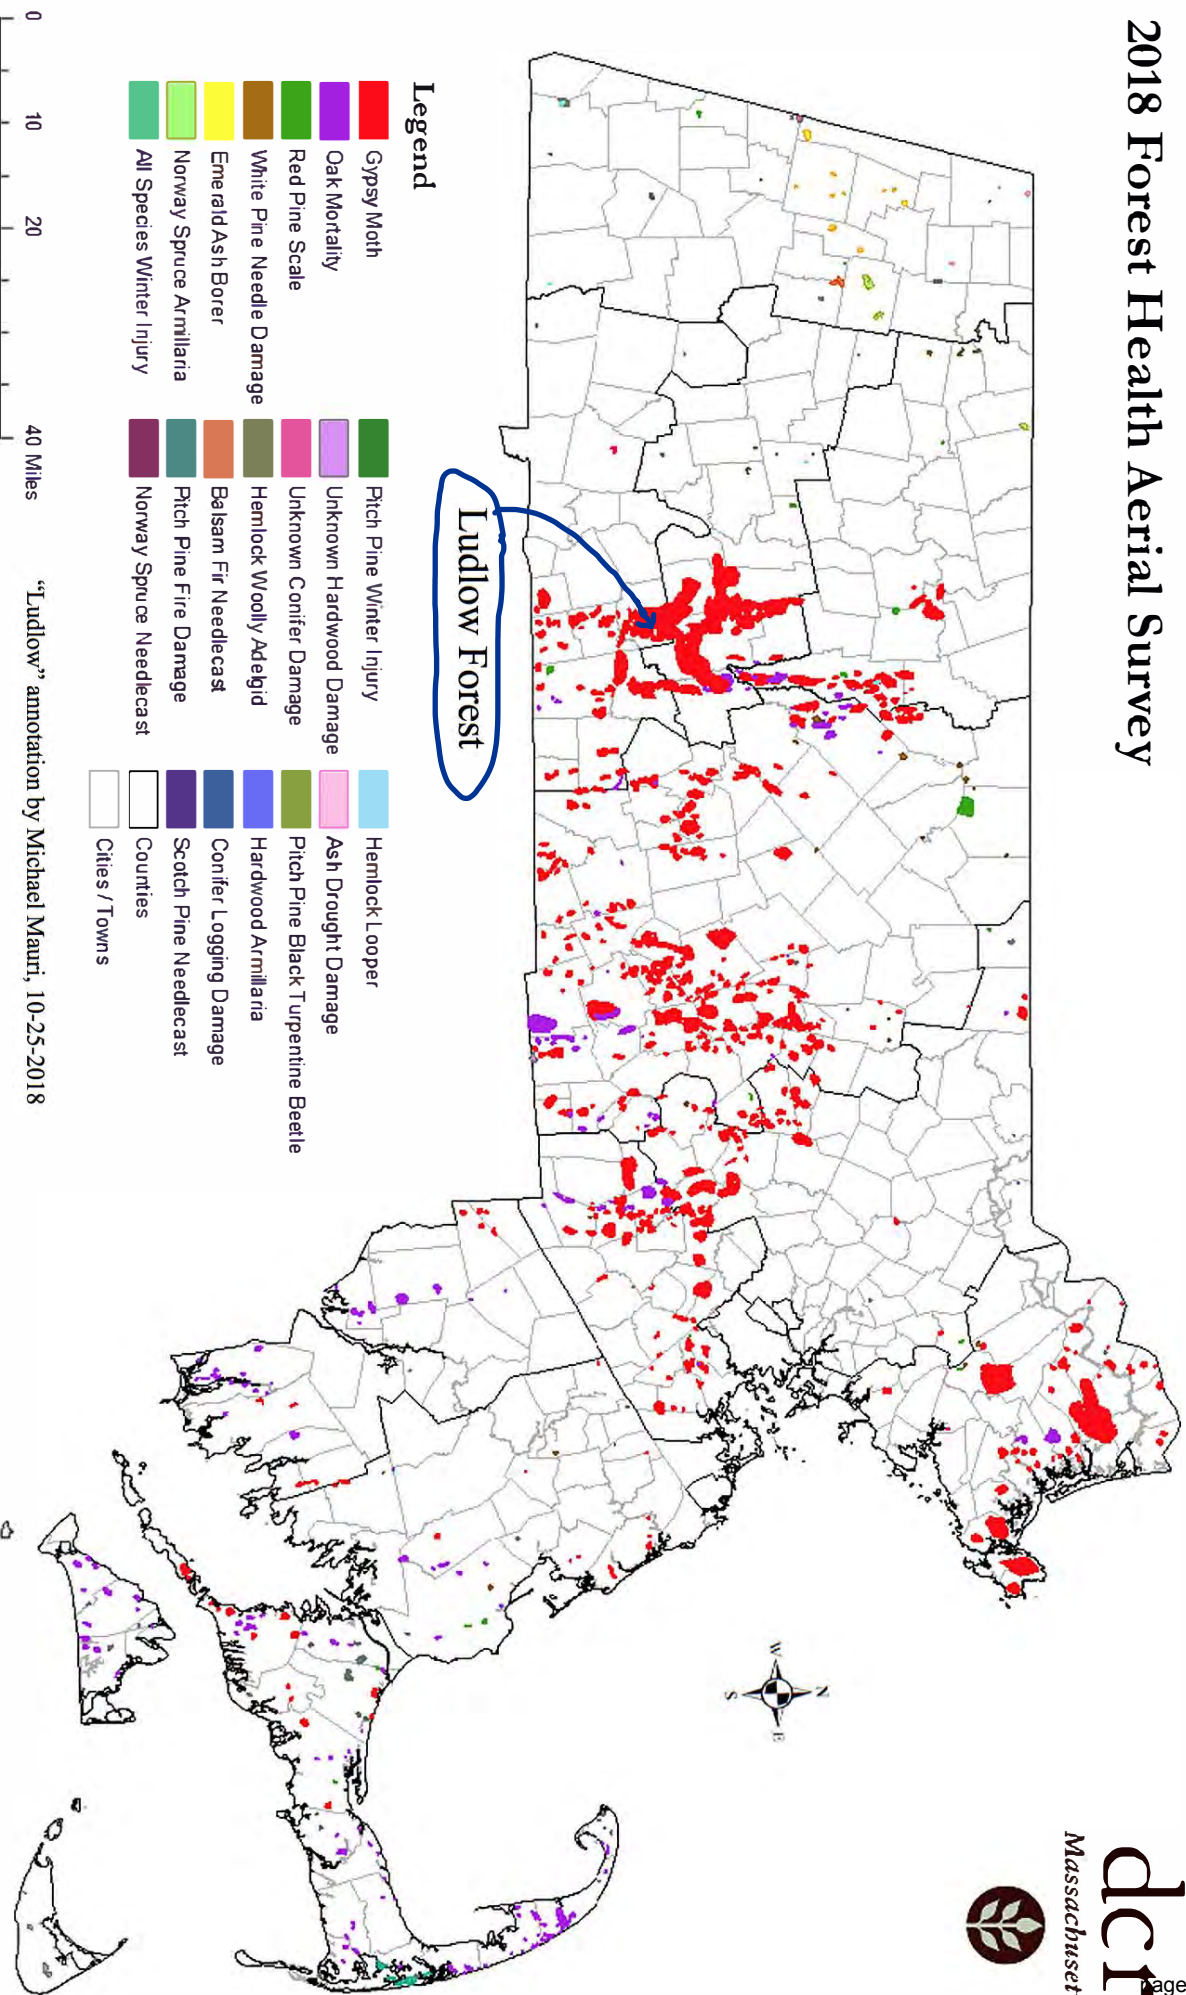 2018 Forest Health Aerial Survey
dcr
Massachuset
page
N
W
E
S
Ludlow Forest
Legend
Gypsy Moth
Oak Mortality
Red Pine Scale
White Pine Needle Damage
Emerald Ash Borer
Norway Spruce Armillaria
All Species Winter Injury
Pitch Pine Winter Injury
Unknown Hardwood Damage
Unknown Conifer Damage
Hemlock Woolly Adelgid
Balsam Fir Needlecast
Pitch Pine Fire Damage
Norway Spruce Needlecast
Hemlock Looper
Ash Drought Damage
Pitch Pine Black Turpentine Beetle
Hardwood Armillaria
Conifer Logging Damage
Scotch Pine Needlecast
Counties
Cities / Towns
0 10 20 40 Miles
“Ludlow” annotation by Michael Mauri, 10-25-2018